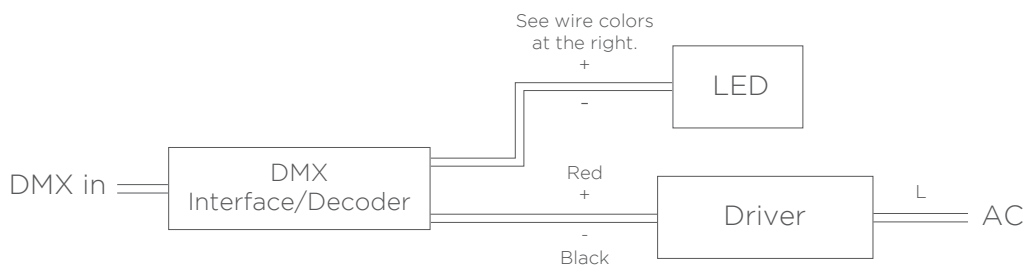 See wire colors
at the right.
+
-
LED
DMX in
DMX
Interface/Decoder
Red
+
-
Black
Driver
L
AC